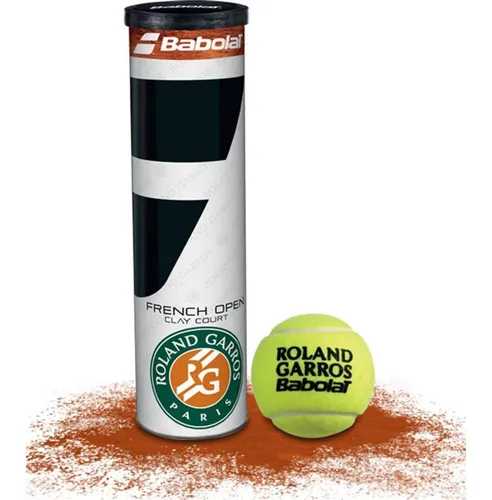 Babolat
FRENCH OPEN
CLAY COURT
ROLAND GARROS
RG
PARIS
ROLAND
GARROS
Babolat